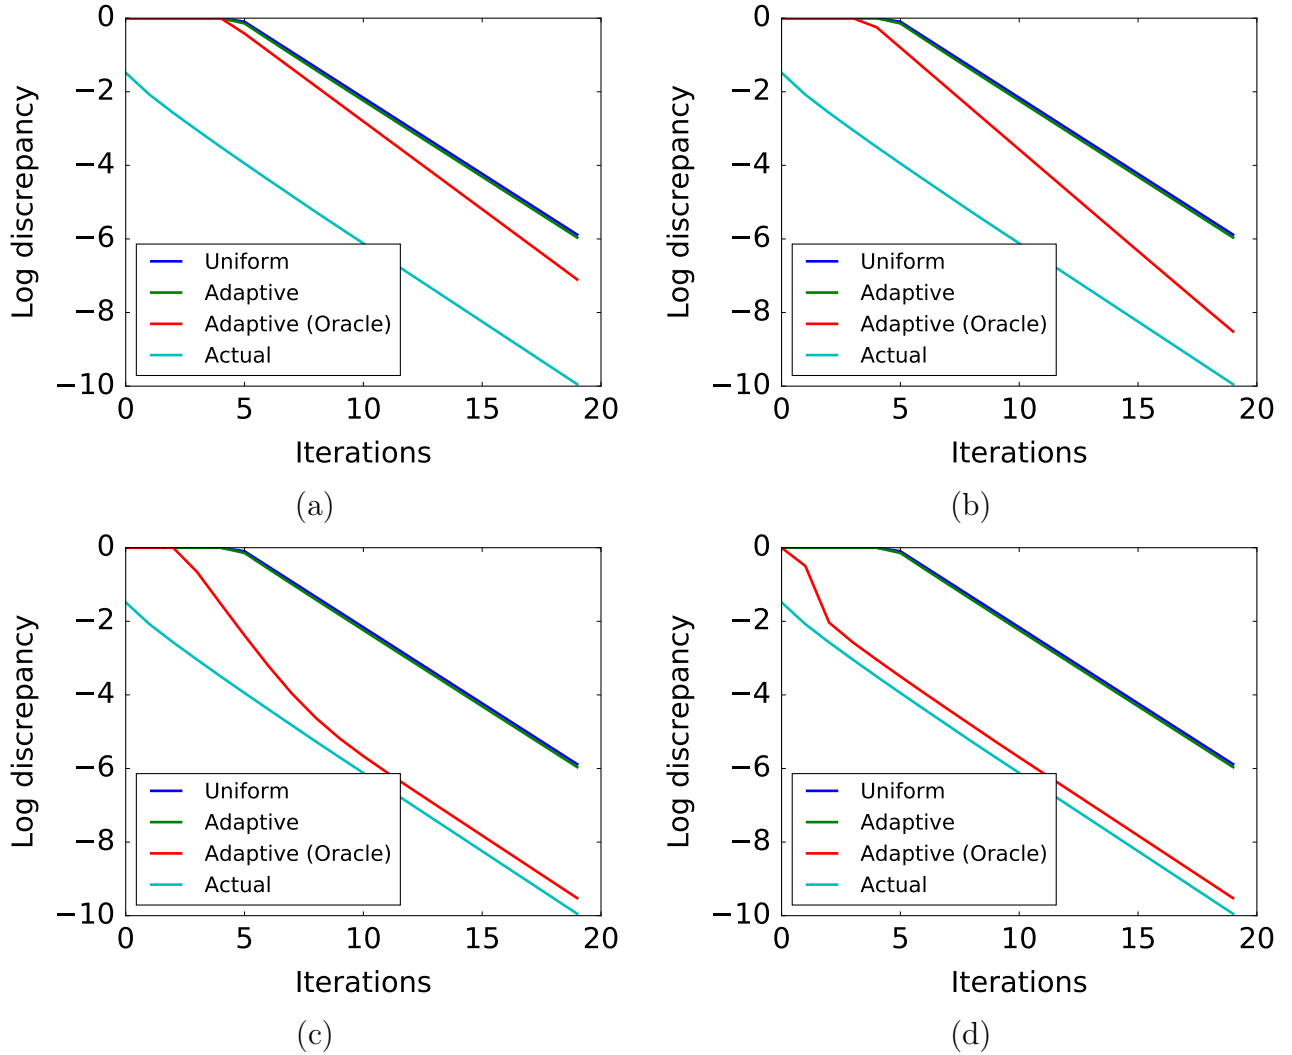 0
−2
−4
−6
−8
−10
Log discrepancy
Uniform
Adaptive
Adaptive (Oracle)
Actual
0 5 10 15 20
Iterations
(a)
0
−2
−4
−6
−8
−10
Log discrepancy
Uniform
Adaptive
Adaptive (Oracle)
Actual
0 5 10 15 20
Iterations
(b)
0
−2
−4
−6
−8
−10
Log discrepancy
Uniform
Adaptive
Adaptive (Oracle)
Actual
0 5 10 15 20
Iterations
(c)
0
−2
−4
−6
−8
−10
Log discrepancy
Uniform
Adaptive
Adaptive (Oracle)
Actual
0 5 10 15 20
Iterations
(d)